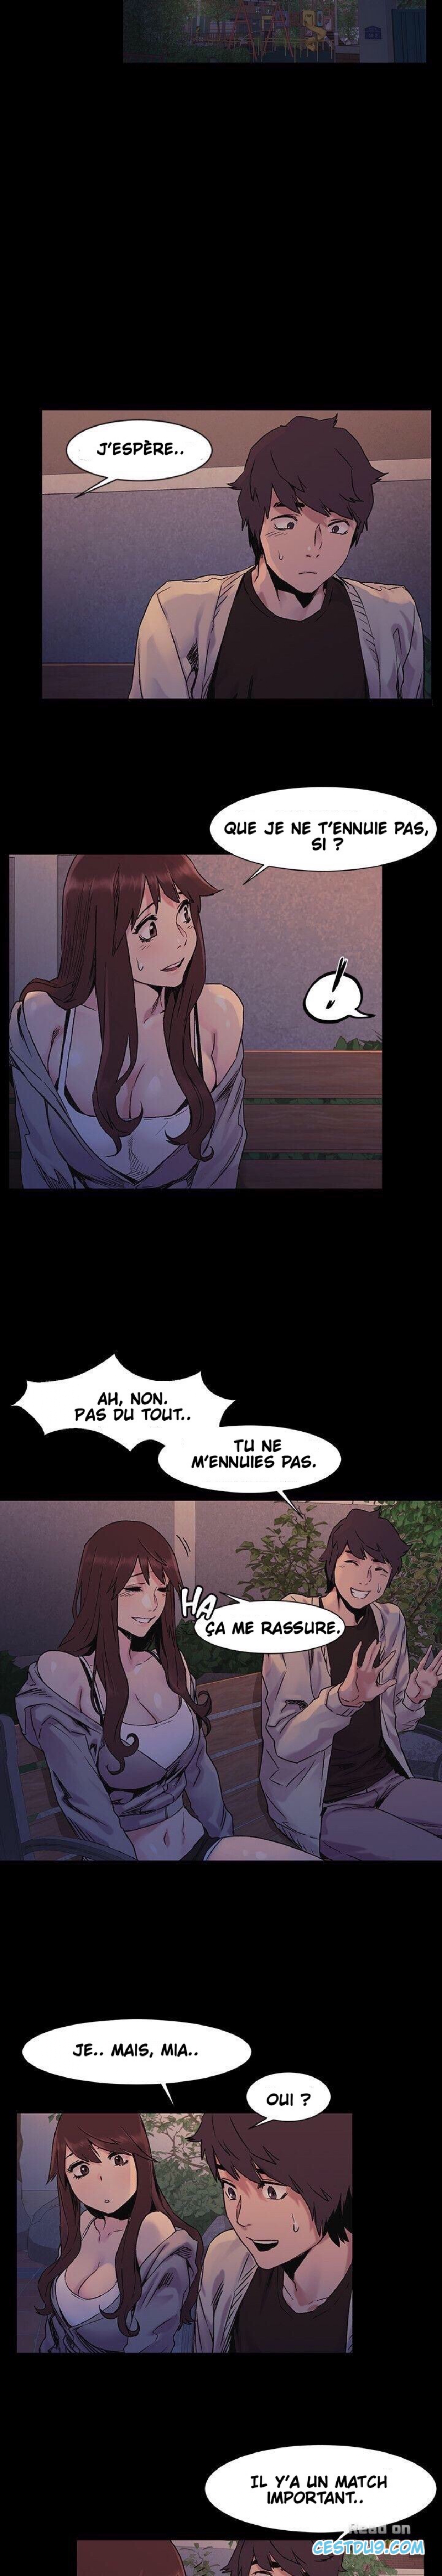 J'ESPÈRE..
QUE JE NE T'ENNUIE PAS,
SI ?
!
AH, NON.
PAS DU TOUT..
TU NE
M'ENNUIES PAS.
HA
ÇA ME RASSURE.
JE.. MAIS, MIA..
OUI ?
IL Y'A UN MATCH
IMPORTANT..
Read on
CESTDU9.COM